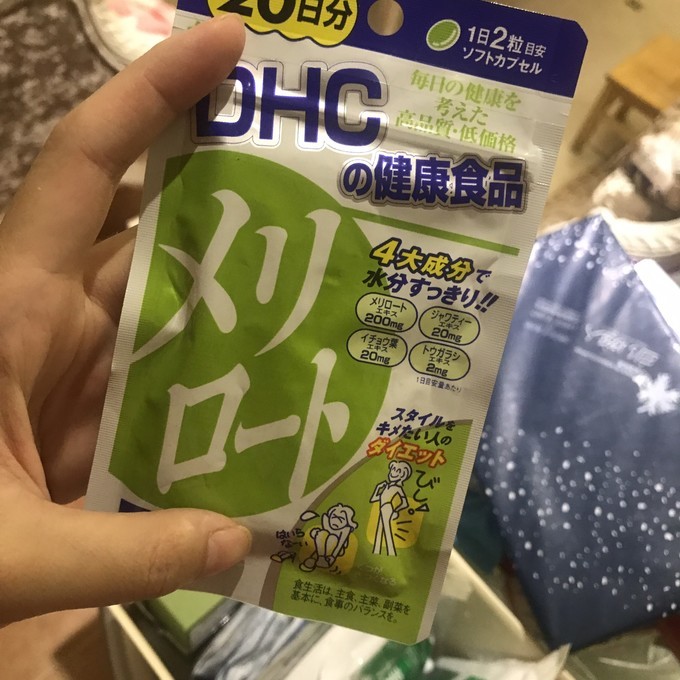 20日分
1日2粒目安
ソフトカプセル
DHC
毎日の健康を
考えた
高品質・低価格
の健康食品
メリ
ロート
4大成分で
水分すっきり!!
メリロート
エキス
200mg
ジャワティー
エキス
20mg
イチョウ葉
エキス
20mg
トウガラシ
エキス
2mg
1日目安量あたり
スタイルを
キメたい人の
ダイエット
びしっ
はいら
なーい
食生活は、主食、主菜、副菜を
基本に、食事のバランスを。